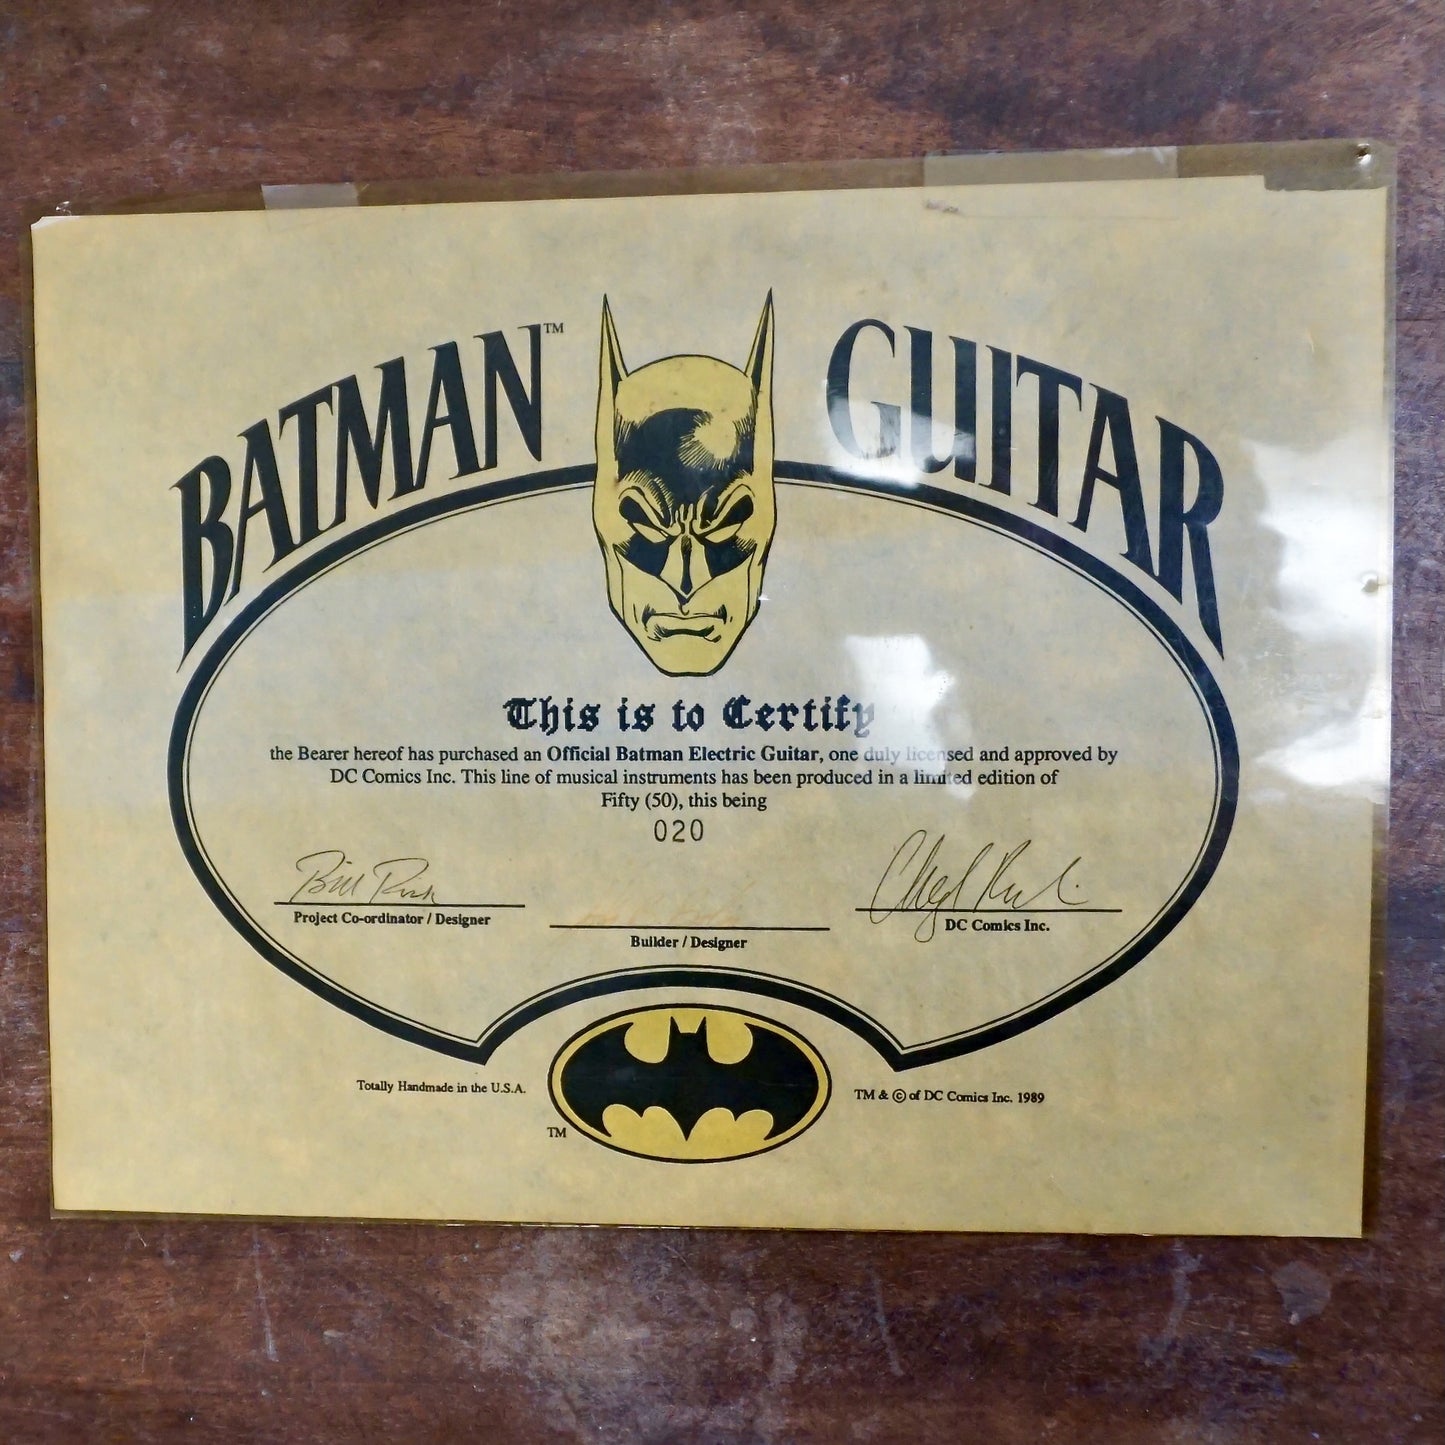 BATMAN™ GUITAR
This is to Certify
the Bearer hereof has purchased an Official Batman Electric Guitar, one duly licensed and approved by
DC Comics Inc. This line of musical instruments has been produced in a limited edition of
Fifty (50), this being
020
Bill
Project Co-ordinator / Designer
Builder / Designer
Cheryl
DC Comics Inc.
Totally Handmade in the U.S.A.
TM
TM & © of DC Comics Inc. 1989